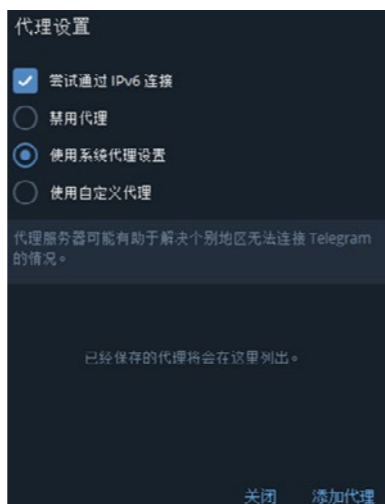 代理设置
尝试通过 IPv6 连接
禁用代理
使用系统代理设置
使用自定义代理
代理服务器可能有助于解决个别地区无法连接 Telegram
的情况。
已经保存的代理将会在这里列出。
关闭
添加代理